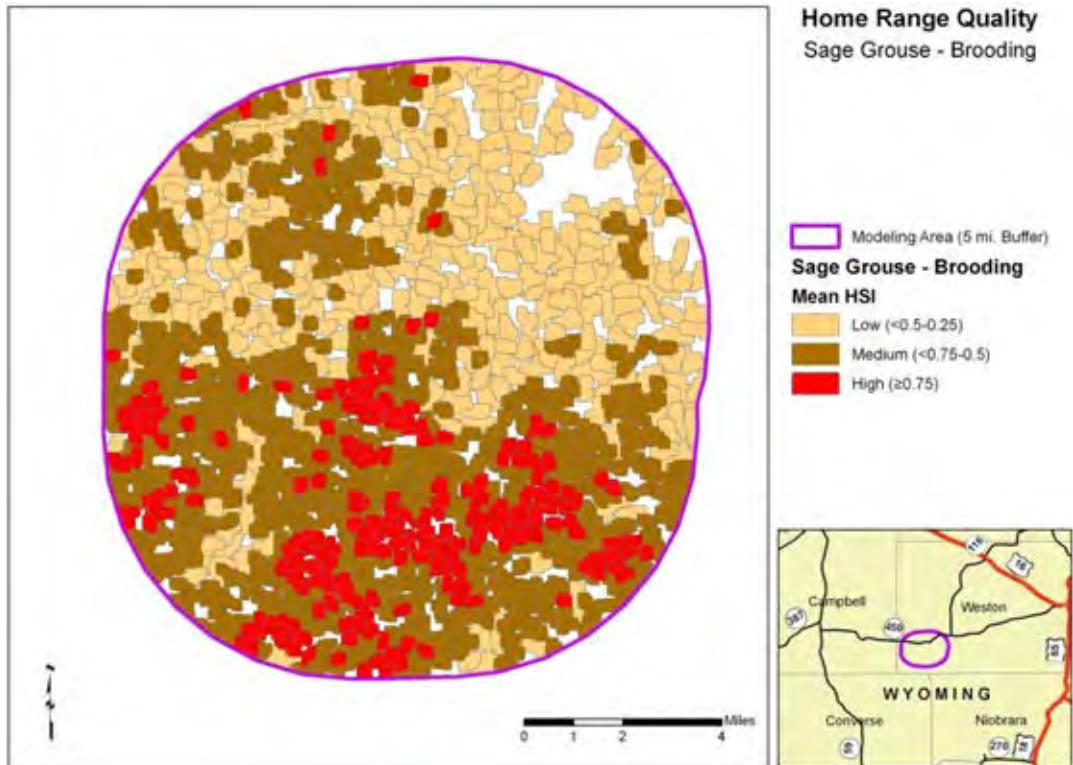 Home Range Quality
Sage Grouse - Brooding
Modeling Area (5 mi. Buffer)
Sage Grouse - Brooding
Mean HSI
Low (<0.5-0.25)
Medium (<0.75-0.5)
High (≥0.75)
Miles
0 1 2 4
116
16
Campbell
Weston
387
450
85
WYOMING
Converse
Niobrara
59
270
18
N